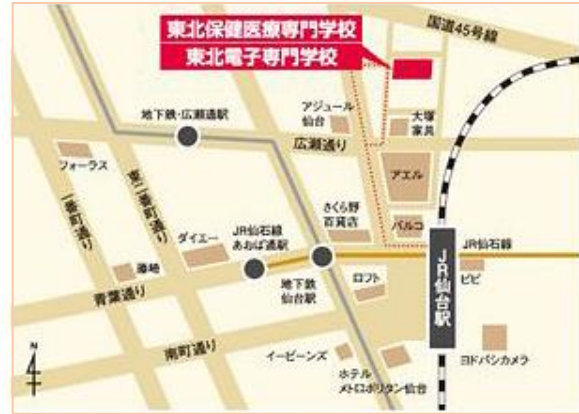 国道45号線
東北保健医療専門学校
東北電子専門学校
地下鉄・広瀬通駅
アジュール
仙台
大塚
家具
広瀬通り
フォーラス
アエル
東二番町通り
一番町通り
さくら野
百貨店
パルコ
ダイエー
JR仙石線
あおば通駅
JR仙石線
JR仙台駅
藤崎
地下鉄
仙台駅
ロフト
ビビ
青葉通り
南町通り
イービーンズ
ヨドバシカメラ
ホテル
メトロポリタン仙台
N